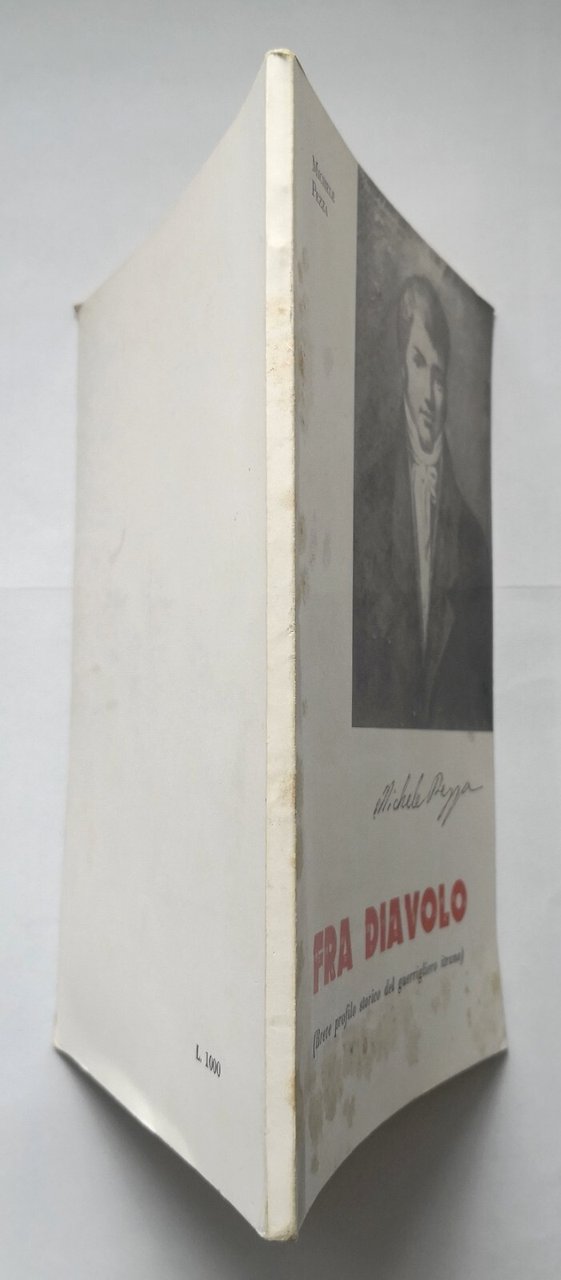 MICHELE
PEZZA
Michele Pezza
FRA DIAVOLO
(Breve profilo storico del guerrigliero itrano)
L. 1000